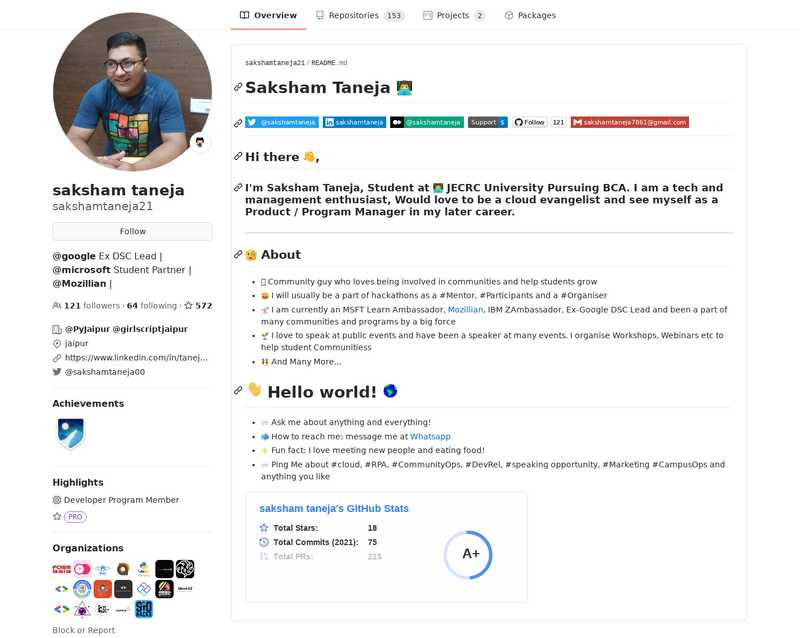 Overview
Repositories 153
Projects 2
Packages
saksham taneja
sakshamtaneja21
Follow
@google Ex DSC Lead |
@microsoft Student Partner |
@Mozillian |
121 followers · 64 following · 572
@PyJaipur @girlscriptjaipur
jaipur
https://www.linkedin.com/in/tanej...
@sakshamtaneja00
Achievements
Highlights
Developer Program Member
PRO
Organizations
Block or Report
sakshamtaneja21/README.md
Saksham Taneja
@sakshamtaneja
sakshamtaneja
@sakshamtaneja
Support $
Follow 121
sakshamtaneja7861@gmail.com
Hi there 👋,
I'm Saksham Taneja, Student at 👨‍💻 JECRC University Pursuing BCA. I am a tech and
management enthusiast, Would love to be a cloud evangelist and see myself as a
Product / Program Manager in my later career.
About
Community guy who loves being involved in communities and help students grow
I will usually be a part of hackathons as a #Mentor, #Participants and a #Organiser
I am currently an MSFT Learn Ambassador, Mozillian, IBM ZAmbassador, Ex-Google DSC Lead and been a part of
many communities and programs by a big force
I love to speak at public events and have been a speaker at many events. I organise Workshops, Webinars etc to
help student Communitiess
And Many More...
Hello world!
Ask me about anything and everything!
How to reach me: message me at Whatsapp
Fun fact: I love meeting new people and eating food!
Ping Me about #cloud, #RPA, #CommunityOps, #DevRel, #speaking opportunity, #Marketing #CampusOps and
anything you like
saksham taneja's GitHub Stats
Total Stars: 18
Total Commits (2021): 75
Total PRs: 215
A+